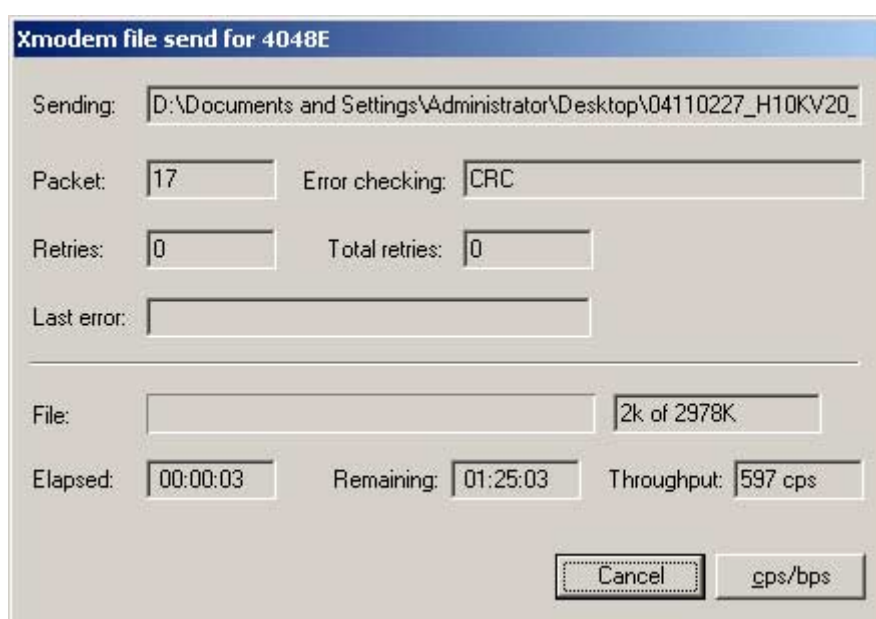 Xmodem file send for 4048E
Sending: D:\Documents and Settings\Administrator\Desktop\04110227_H10KV20_
Packet: 17 Error checking: CRC
Retries: 0 Total retries: 0
Last error:
File: 2k of 2978K
Elapsed: 00:00:03 Remaining: 01:25:03 Throughput: 597 cps
Cancel cps/bps